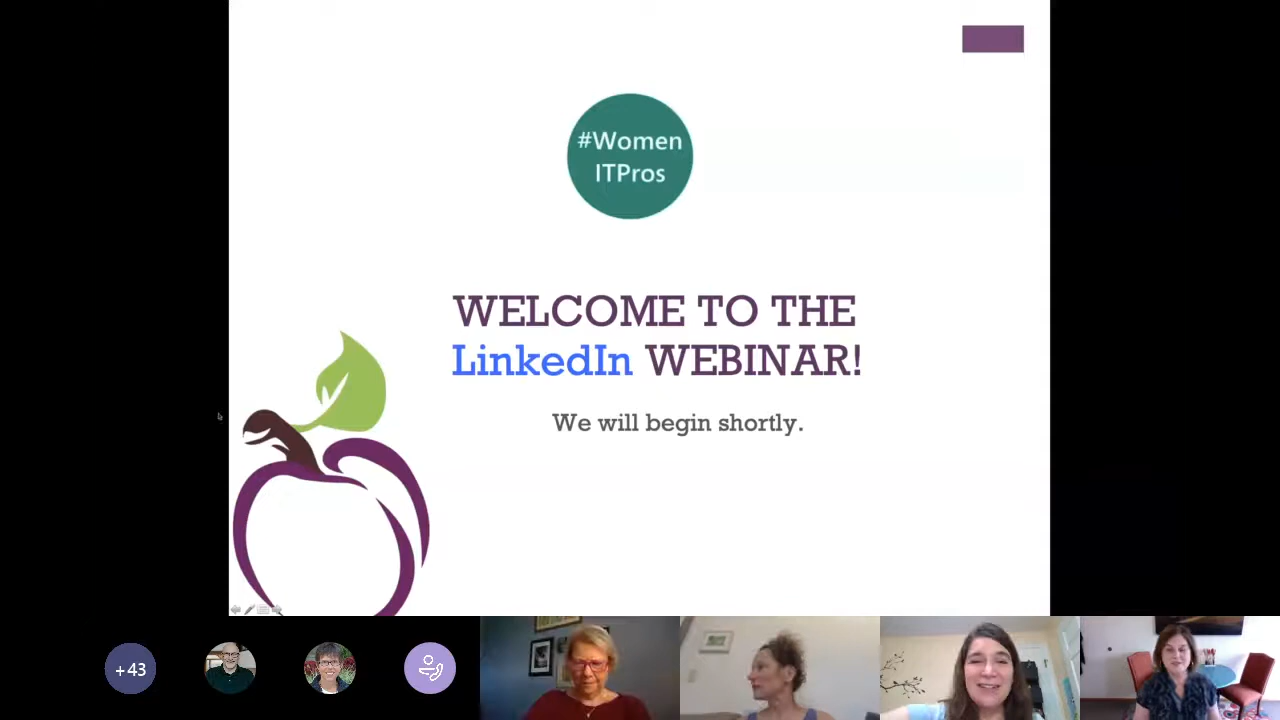 #Women
ITPros
WELCOME TO THE
LinkedIn WEBINAR!
We will begin shortly.
+43